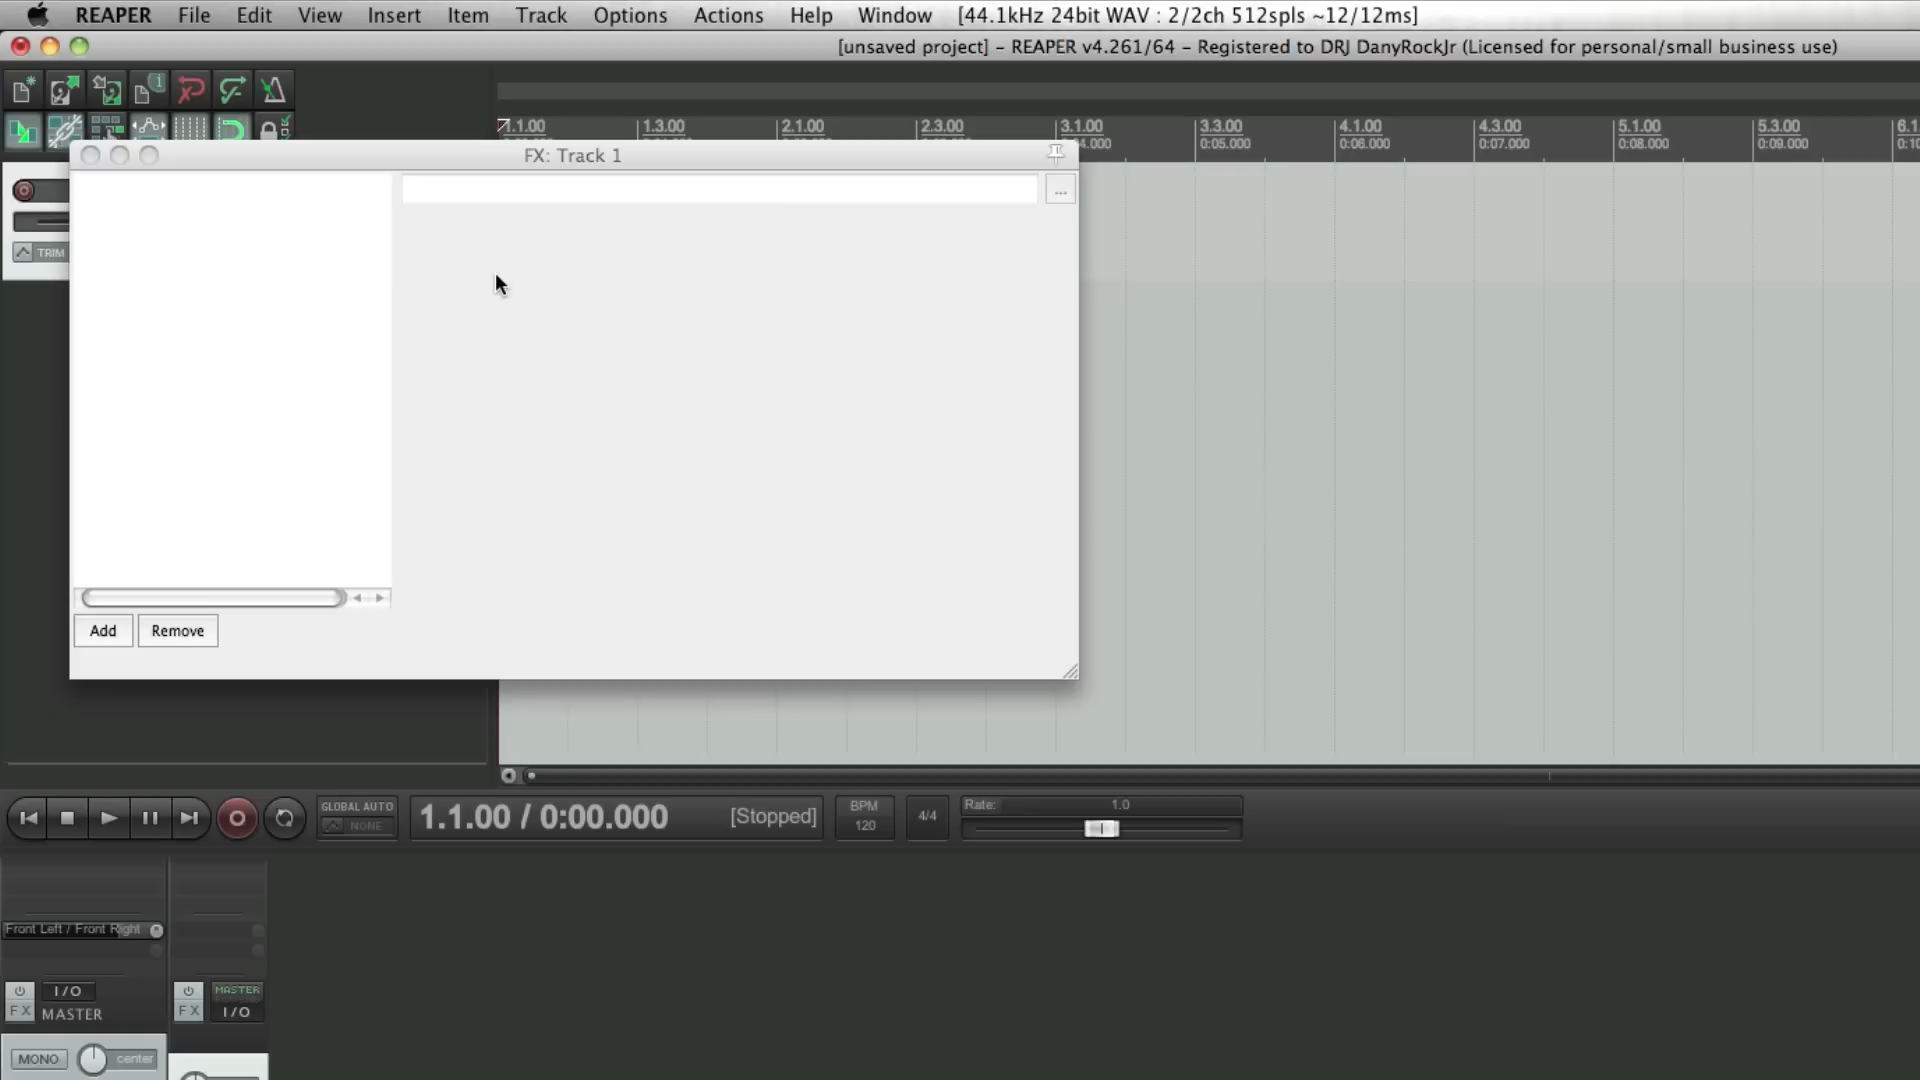 REAPER File Edit View Insert Item Track Options Actions Help Window [44.1kHz 24bit WAV : 2/2ch 512spls ~12/12ms]
[unsaved project] – REAPER v4.261/64 – Registered to DRJ DanyRockJr (Licensed for personal/small business use)
1.1.00 1.3.00 2.1.00 2.3.00 3.1.00 3.3.00 4.1.00 4.3.00 5.1.00 5.3.00 6.1
4.000 0:05.000 0:06.000 0:07.000 0:08.000 0:09.000 0:10
FX: Track 1
...
TRIM
Add Remove
GLOBAL AUTO
NONE
1.1.00 / 0:00.000 [Stopped]
BPM
120
4/4
Rate: 1.0
Front Left / Front Right
FX I/O
MASTER
FX MASTER
I/O
MONO center